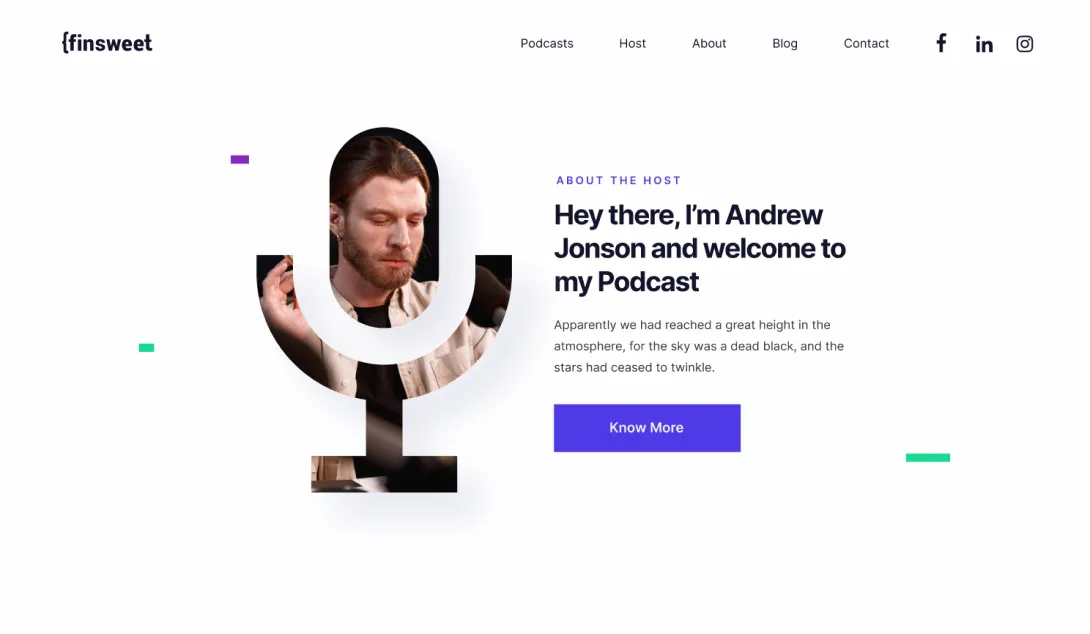 {finsweet
Podcasts
Host
About
Blog
Contact
ABOUT THE HOST
Hey there, I’m Andrew
Jonson and welcome to
my Podcast
Apparently we had reached a great height in the
atmosphere, for the sky was a dead black, and the
stars had ceased to twinkle.
Know More